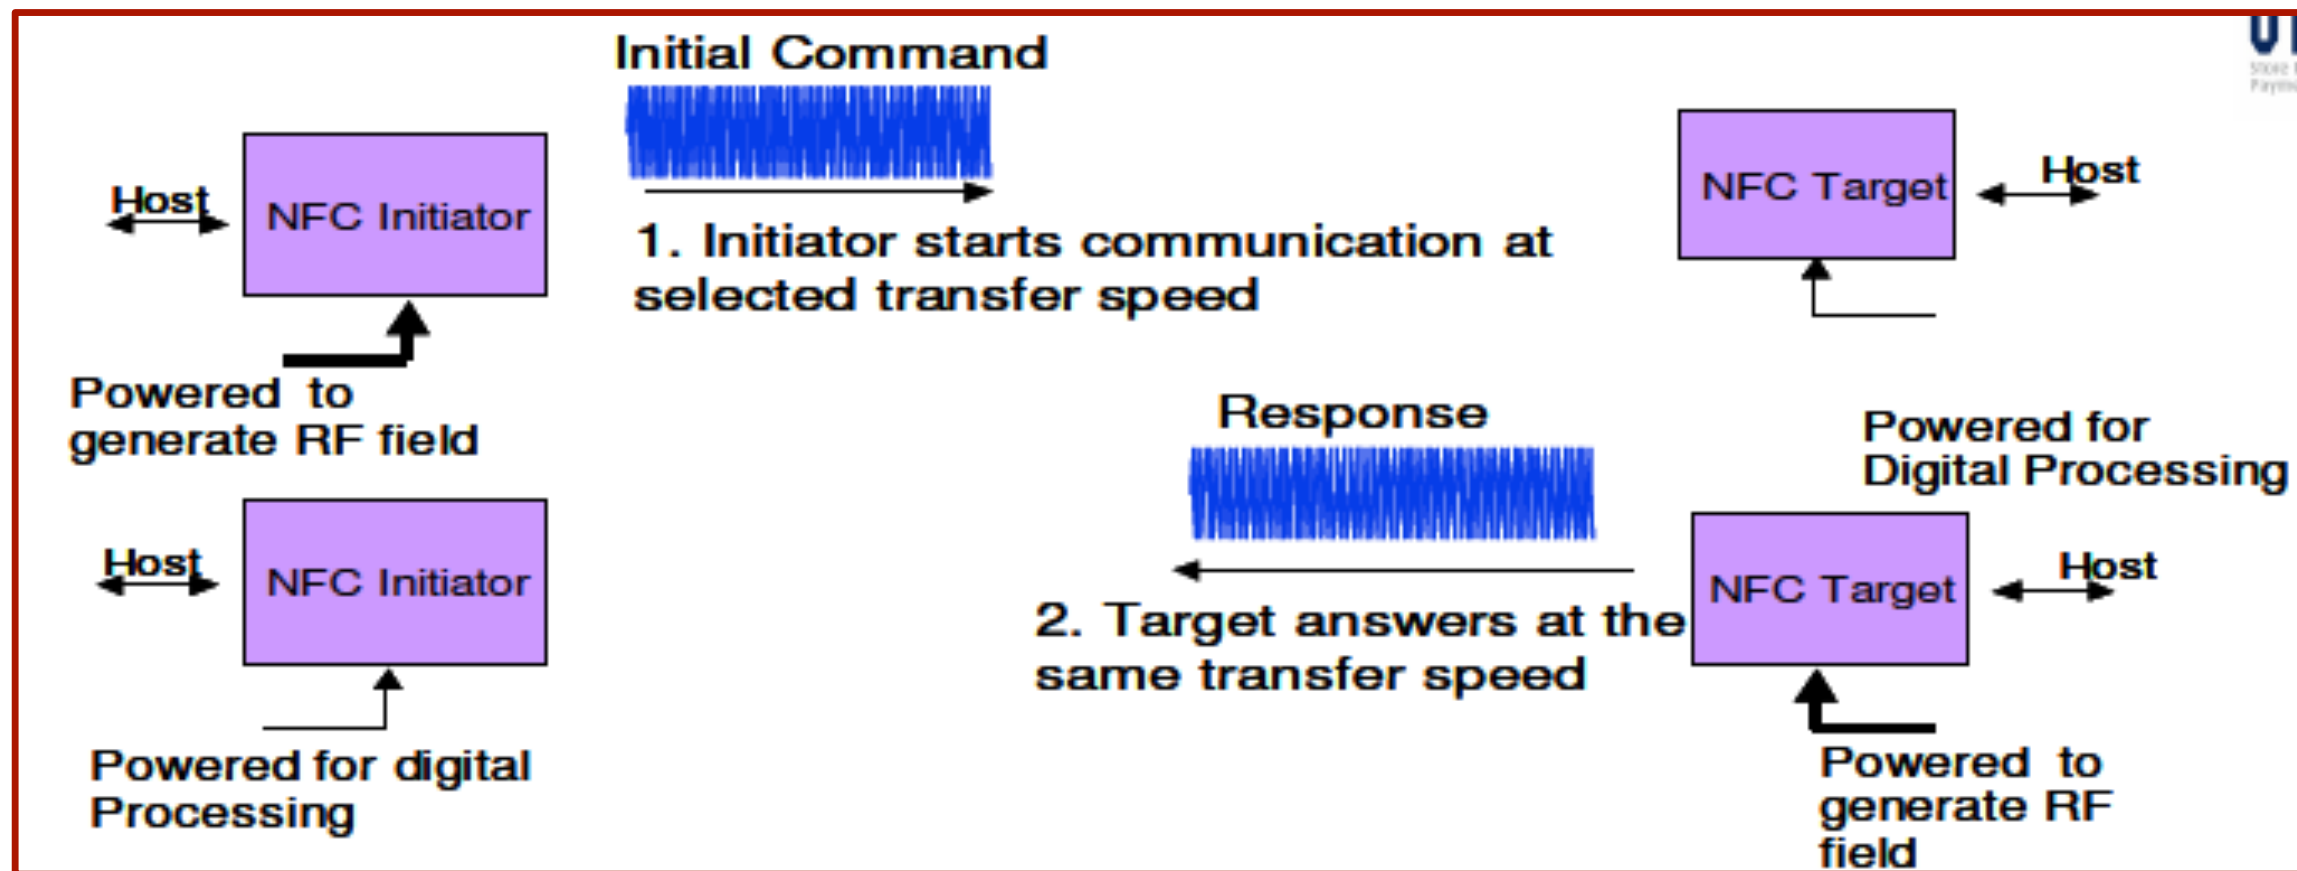 Initial Command
Host
NFC Initiator
NFC Target
Host
1. Initiator starts communication at
selected transfer speed
Powered to
generate RF field
Response
Powered for
Digital Processing
Host
NFC Initiator
NFC Target
Host
2. Target answers at the
same transfer speed
Powered for digital
Processing
Powered to
generate RF
field